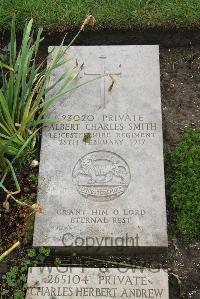 93020 PRIVATE
ALBERT CHARLES SMITH
LEICESTERSHIRE REGIMENT
28TH FEBRUARY 1917
GRANT HIM O LORD
ETERNAL REST
Copyright
265104 PRIVATE
CHARLES HERBERT ANDREW